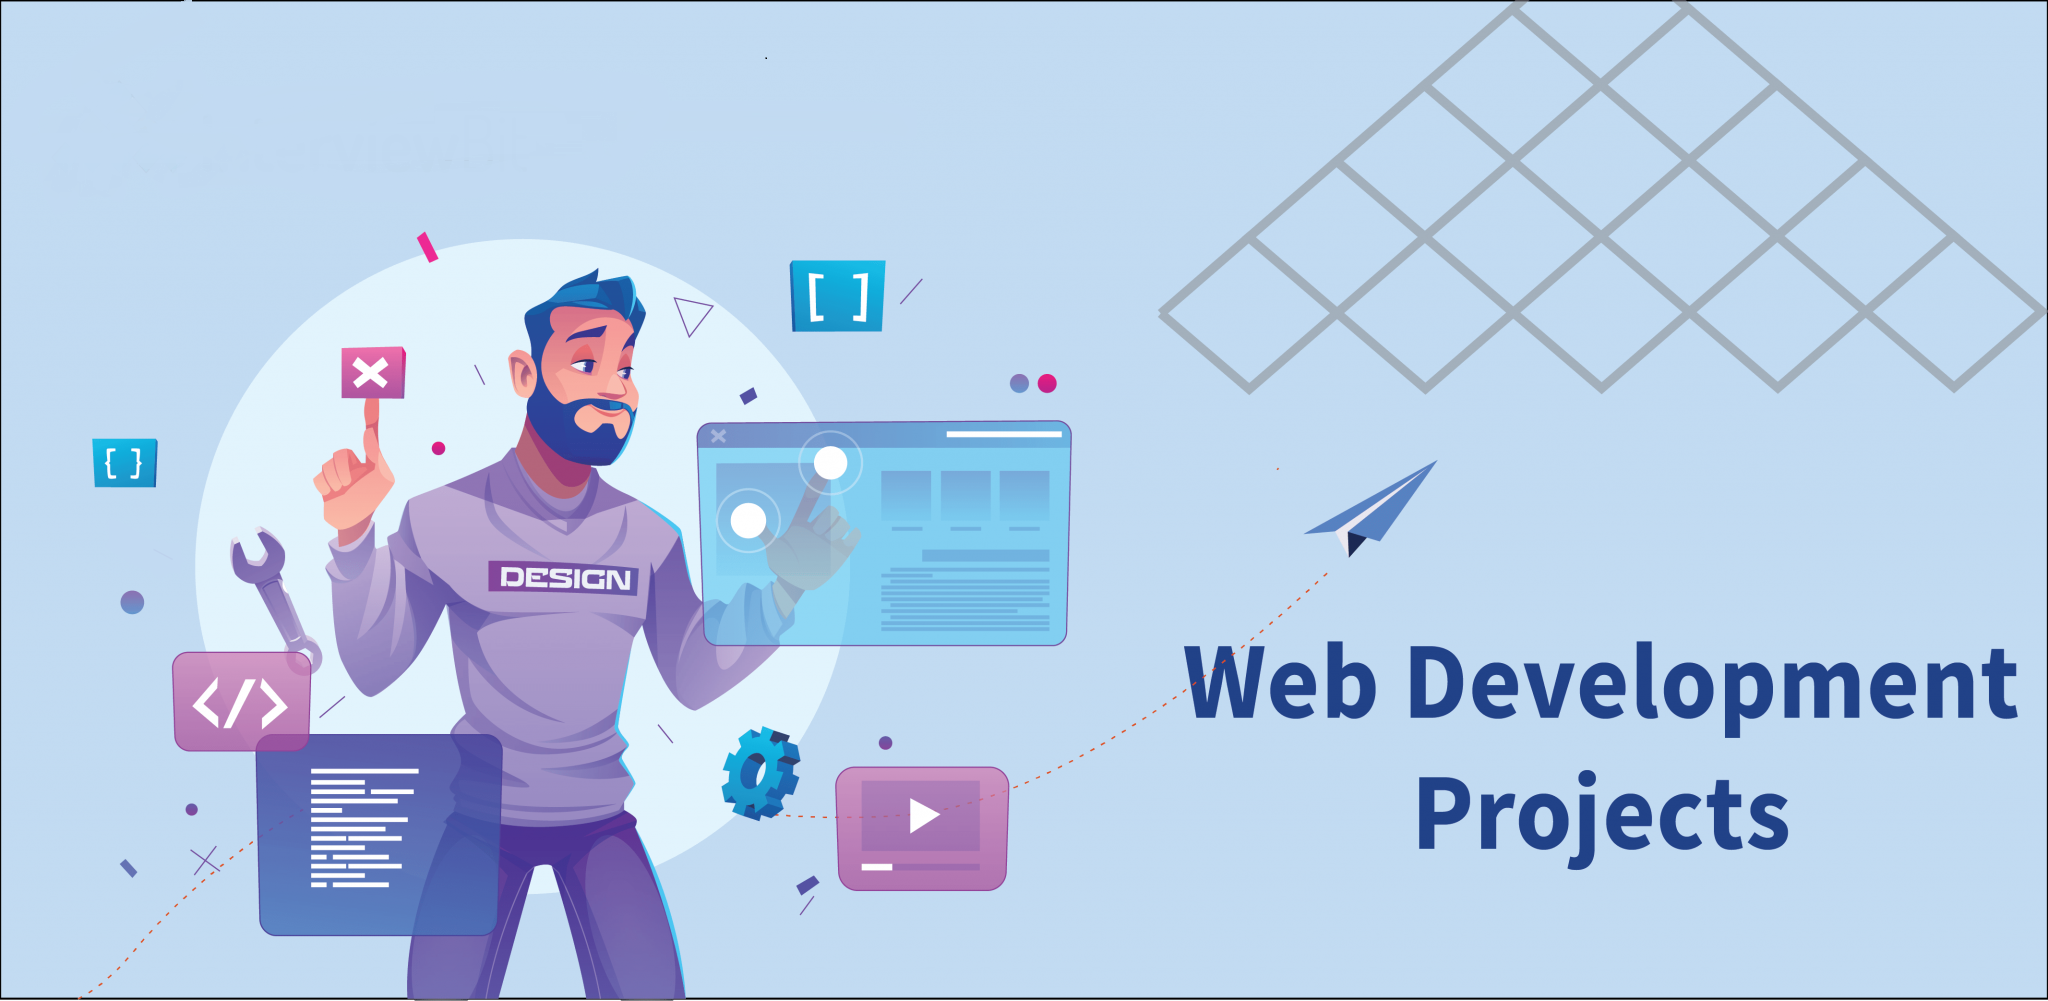 [ ]
{ }
DESIGN
</>
Web Development
Projects